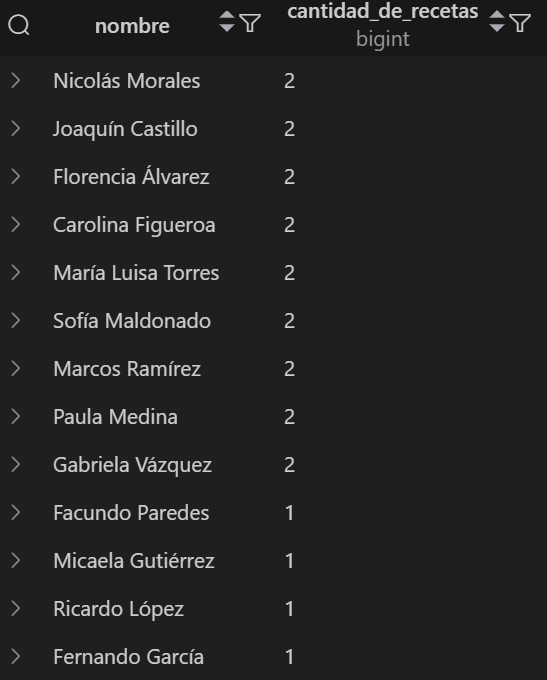 nombre cantidad_de_recetas
bigint
Nicolás Morales 2
Joaquín Castillo 2
Florencia Álvarez 2
Carolina Figueroa 2
María Luisa Torres 2
Sofía Maldonado 2
Marcos Ramírez 2
Paula Medina 2
Gabriela Vázquez 2
Facundo Paredes 1
Micaela Gutiérrez 1
Ricardo López 1
Fernando García 1